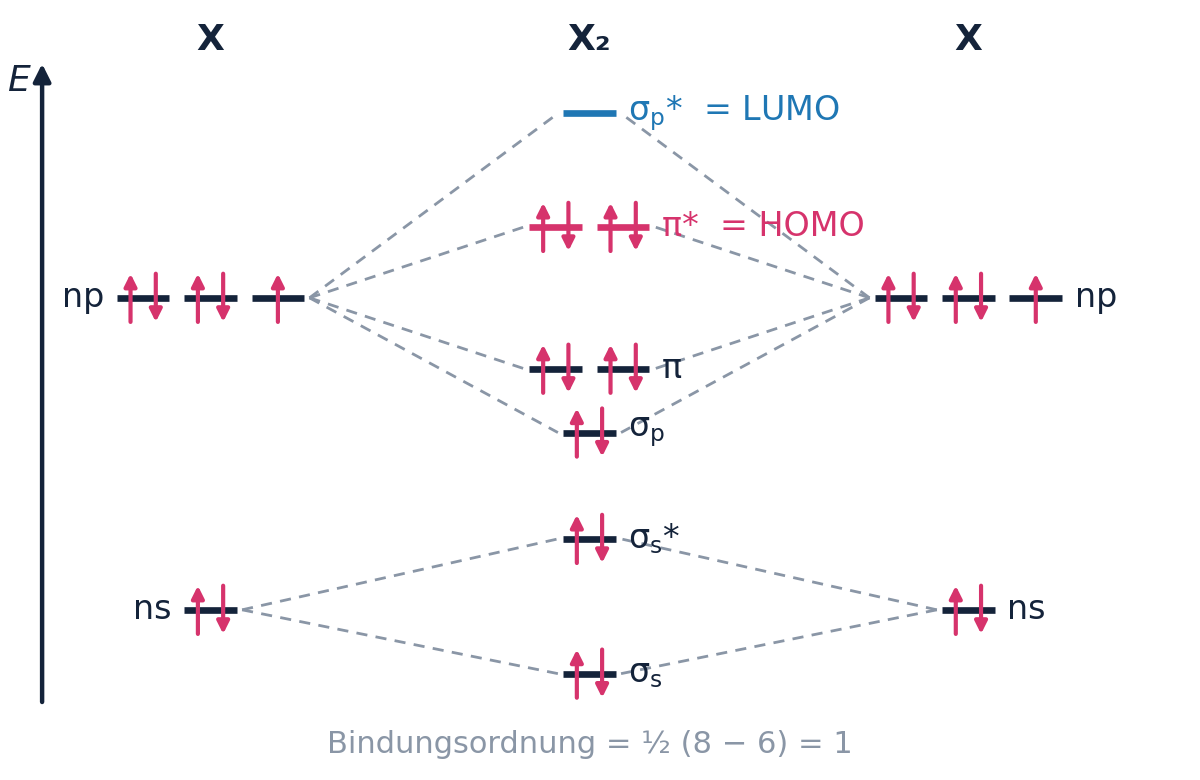 X X₂ X
E
σₚ* = LUMO
π* = HOMO
np np
π
σₚ
σₛ*
ns ns
σₛ
Bindungsordnung = ½ (8 − 6) = 1